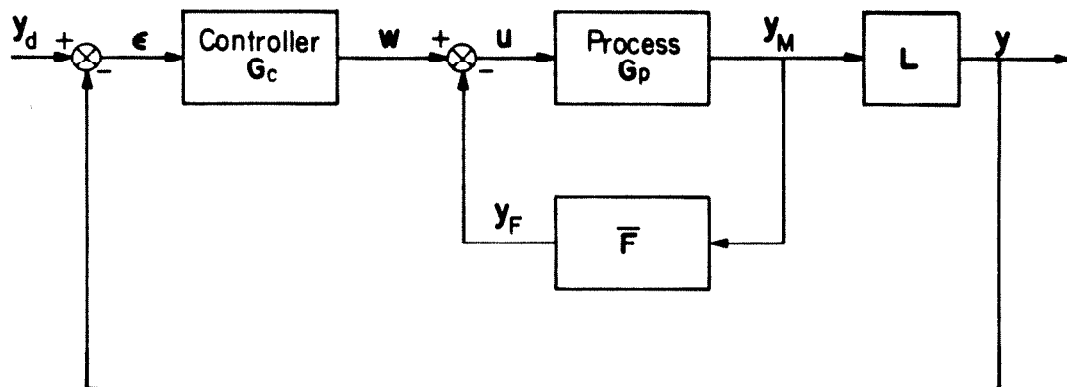 y_d
+
-
ϵ
Controller
G_c
w
+
-
u
Process
G_p
y_M
L
y
y_F
F̅